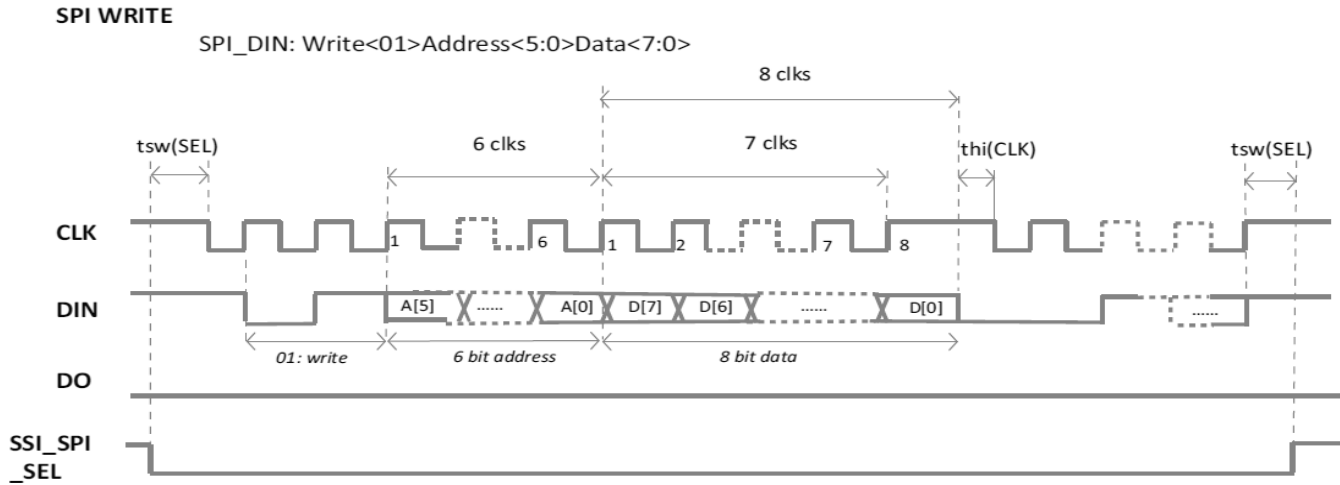 SPI WRITE
SPI_DIN: Write<01>Address<5:0>Data<7:0>
8 clks
tsw(SEL) 6 clks 7 clks thi(CLK) tsw(SEL)
CLK 1 6 1 2 7 8
DIN A[5] ...... A[0] D[7] D[6] ...... D[0] ......
01: write 6 bit address 8 bit data
DO
SSI_SPI
_SEL